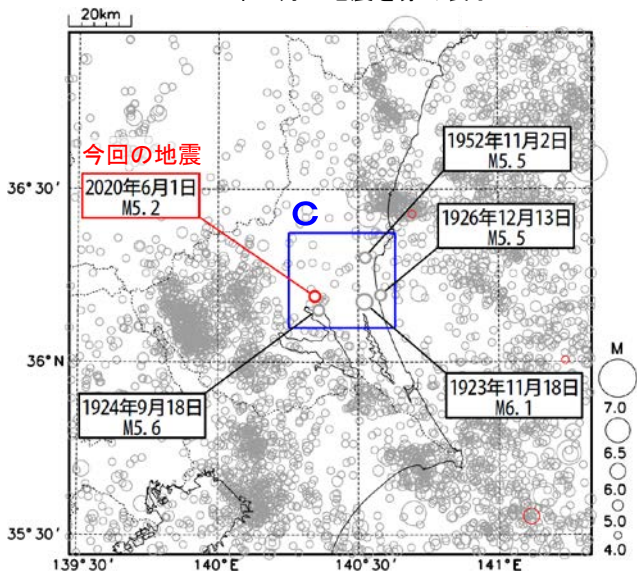 20km
今回の地震
2020年6月1日
M5.2
1952年11月2日
M5.5
1926年12月13日
M5.5
C
1924年9月18日
M5.6
1923年11月18日
M6.1
36°30′
36°N
35°30′
139°30′
140°E
140°30′
141°E
M
7.0
6.5
6.0
5.0
4.0